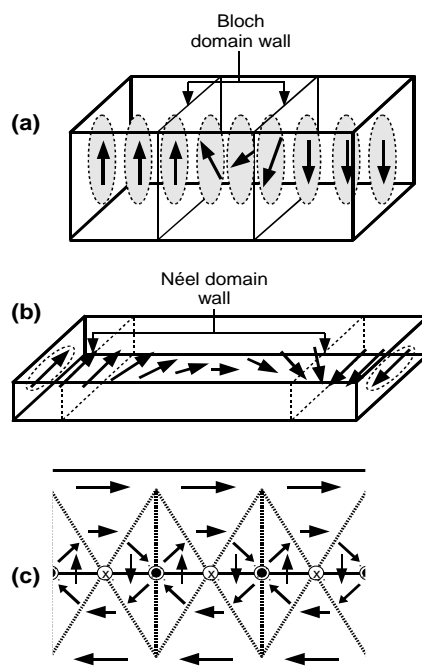 Bloch
domain wall
(a)
Néel domain
wall
(b)
(c)
x
x
x